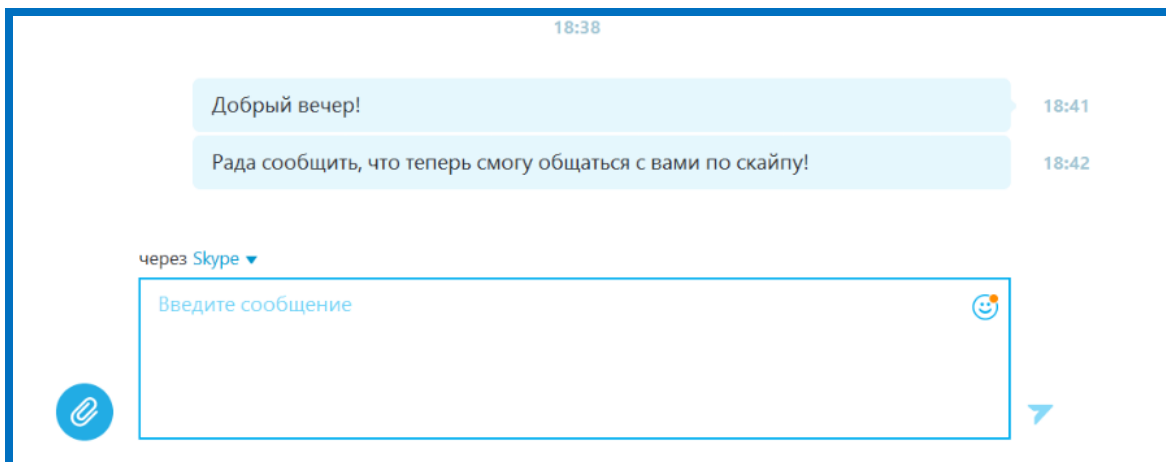 18:38
Добрый вечер! 18:41
Рада сообщить, что теперь смогу общаться с вами по скайпу! 18:42
через Skype
Введите сообщение